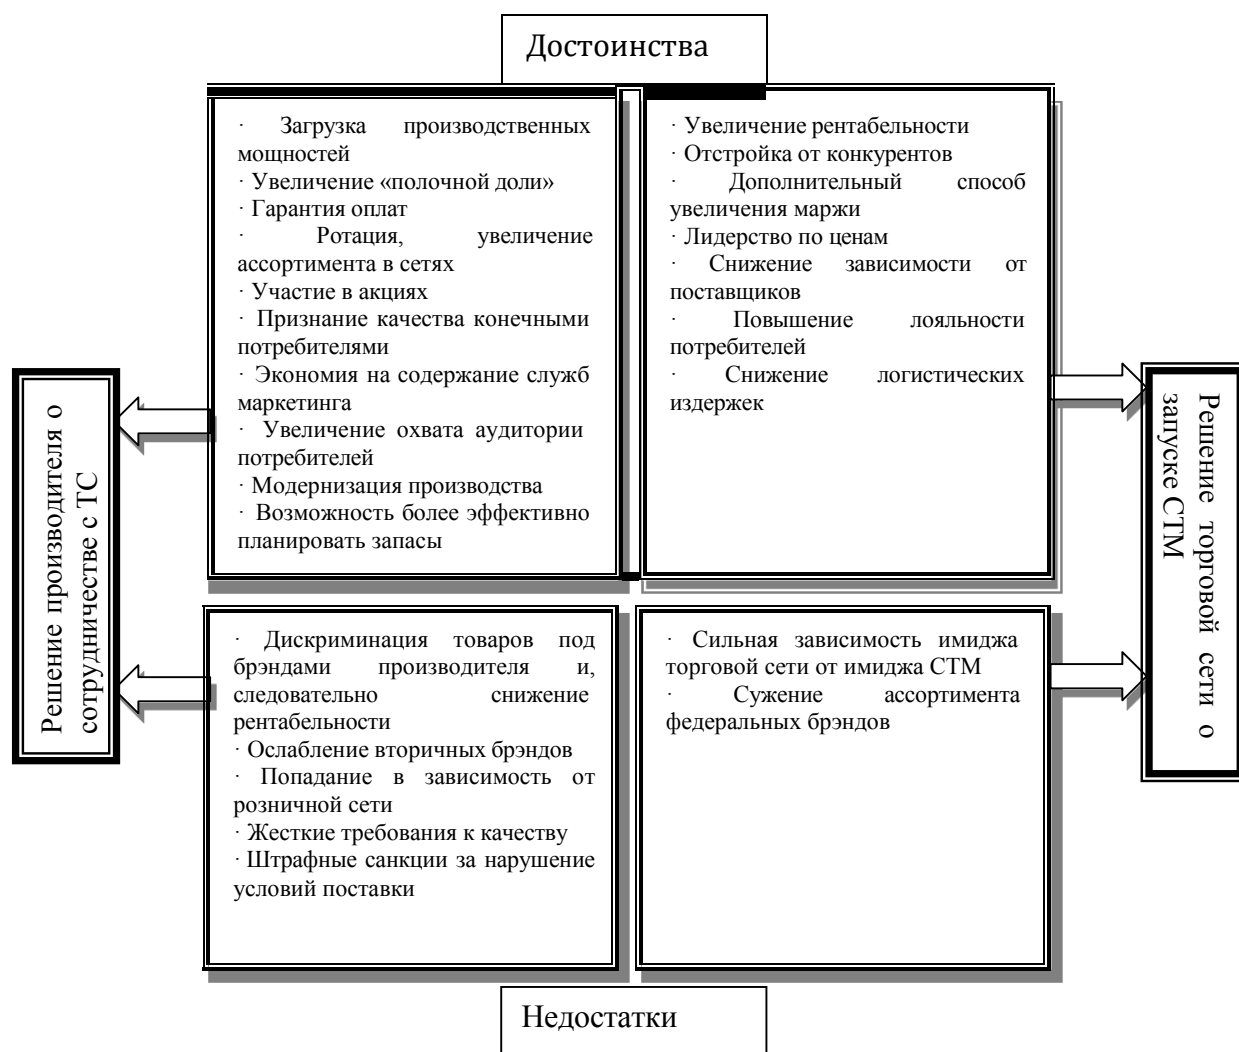 Достоинства
· Загрузка производственных
мощностей
· Увеличение «полочной доли»
· Гарантия оплат
· Ротация, увеличение
ассортимента в сетях
· Участие в акциях
· Признание качества конечными
потребителями
· Экономия на содержание служб
маркетинга
· Увеличение охвата аудитории
потребителей
· Модернизация производства
· Возможность более эффективно
планировать запасы
· Увеличение рентабельности
· Отстройка от конкурентов
· Дополнительный способ
увеличения маржи
· Лидерство по ценам
· Снижение зависимости от
поставщиков
· Повышение лояльности
потребителей
· Снижение логистических
издержек
Решение производителя о
сотрудничестве с ТС
Решение торговой сети о
запуске СТМ
· Дискриминация товаров под
брэндами производителя и,
следовательно снижение
рентабельности
· Ослабление вторичных брэндов
· Попадание в зависимость от
розничной сети
· Жесткие требования к качеству
· Штрафные санкции за нарушение
условий поставки
· Сильная зависимость имиджа
торговой сети от имиджа СТМ
· Сужение ассортимента
федеральных брэндов
Недостатки